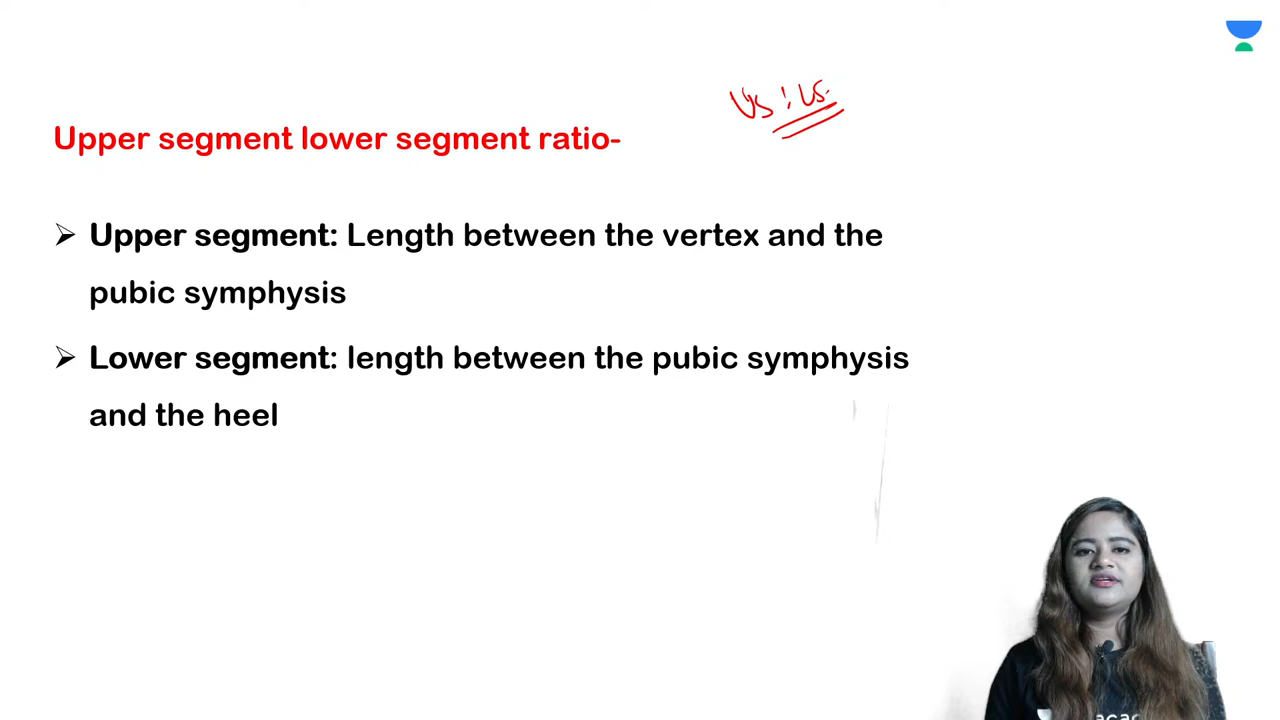 US : LS.
Upper segment lower segment ratio-
Upper segment: Length between the vertex and the
pubic symphysis
Lower segment: length between the pubic symphysis
and the heel